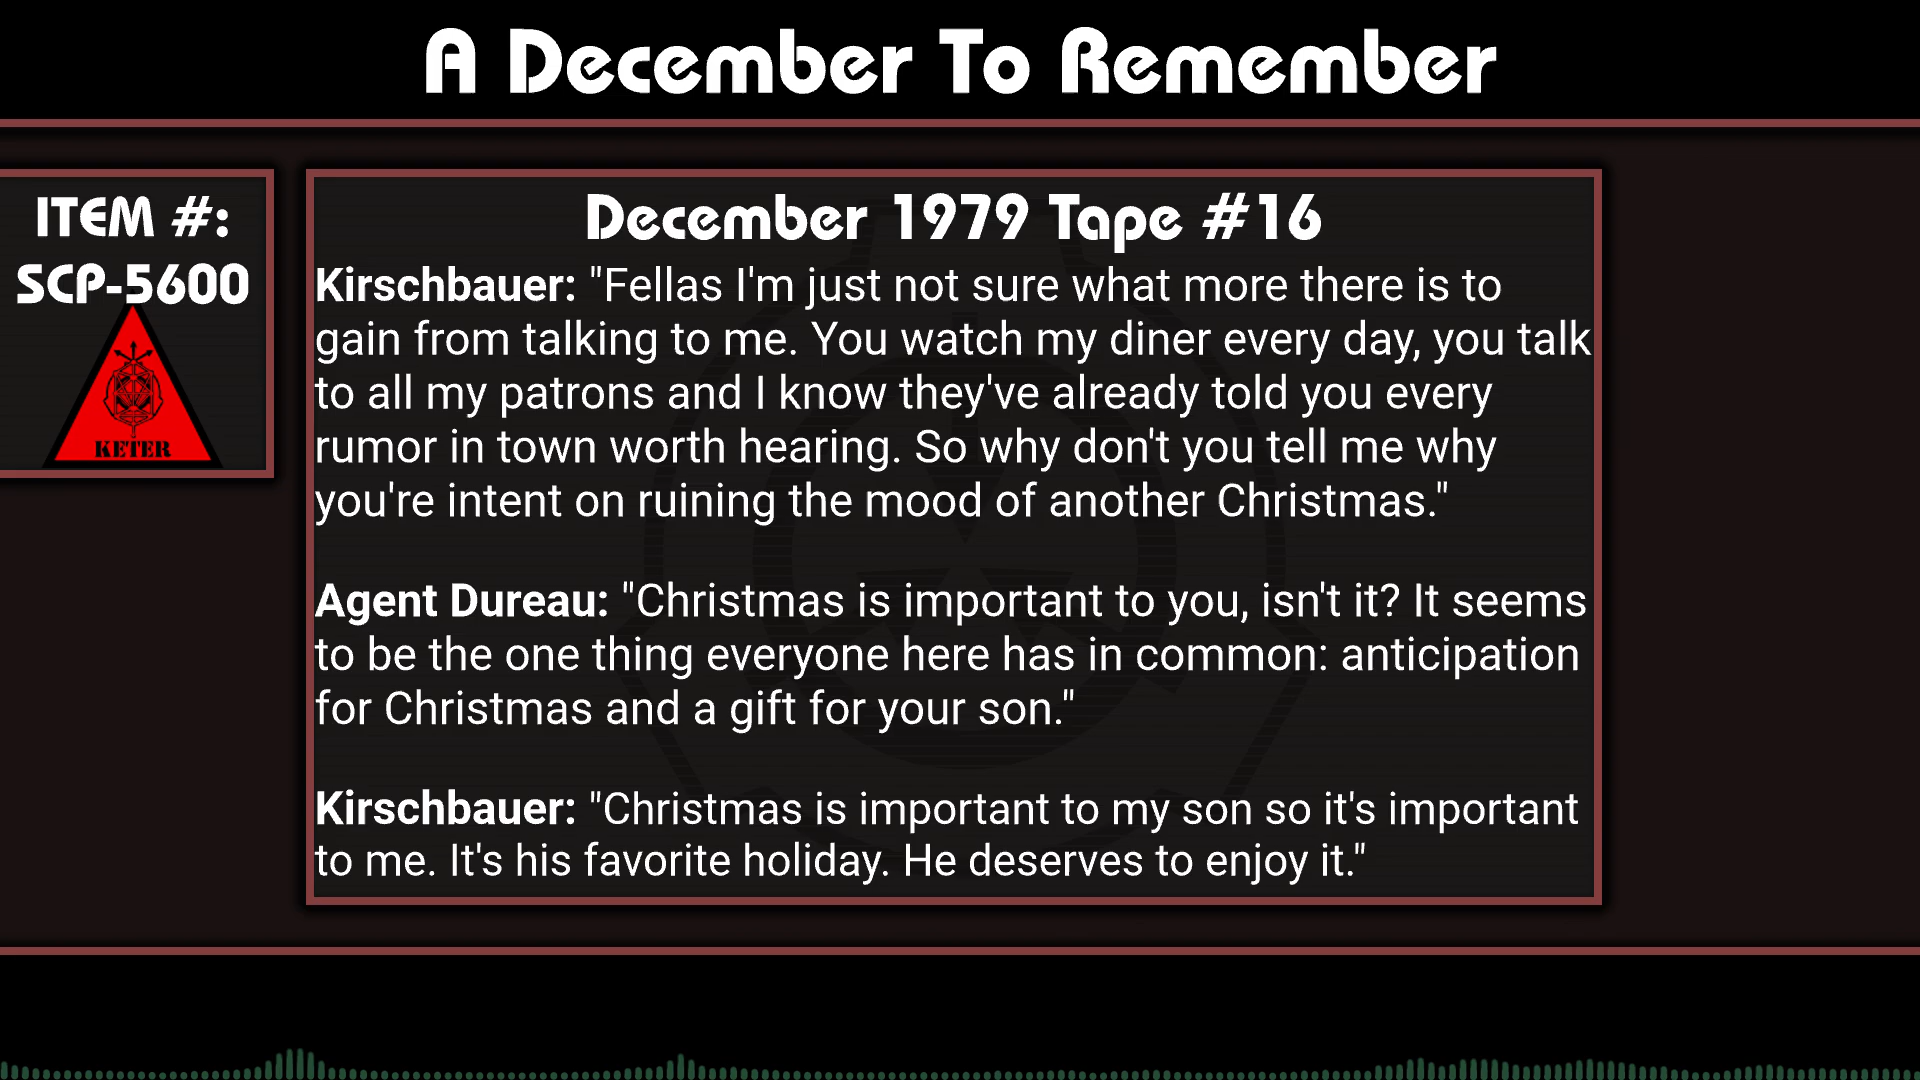 A December To Remember
ITEM #:
SCP-5600
KETER
December 1979 Tape #16
Kirschbauer: "Fellas I'm just not sure what more there is to
gain from talking to me. You watch my diner every day, you talk
to all my patrons and I know they've already told you every
rumor in town worth hearing. So why don't you tell me why
you're intent on ruining the mood of another Christmas."
Agent Dureau: "Christmas is important to you, isn't it? It seems
to be the one thing everyone here has in common: anticipation
for Christmas and a gift for your son."
Kirschbauer: "Christmas is important to my son so it's important
to me. It's his favorite holiday. He deserves to enjoy it."